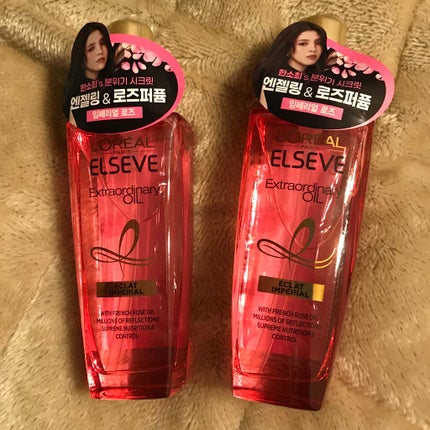 한소희's 분위기 시크릿
엔젤링 & 로즈퍼퓸
임페리얼 로즈
L'ORÉAL
PARIS
ELSEVE
Extraordinary
OIL
ÉCLAT
IMPERIAL
WITH FRENCH ROSE OIL
MILLIONS OF REFLECTIONS
SUPREME NUTRITION &
CONTROL
한소희's 분위기 시크릿
엔젤링 & 로즈퍼퓸
임페리얼 로즈
L'ORÉAL
PARIS
ELSEVE
Extraordinary
OIL
ÉCLAT
IMPERIAL
WITH FRENCH ROSE OIL
MILLIONS OF REFLECTIONS
SUPREME NUTRITION &
CONTROL